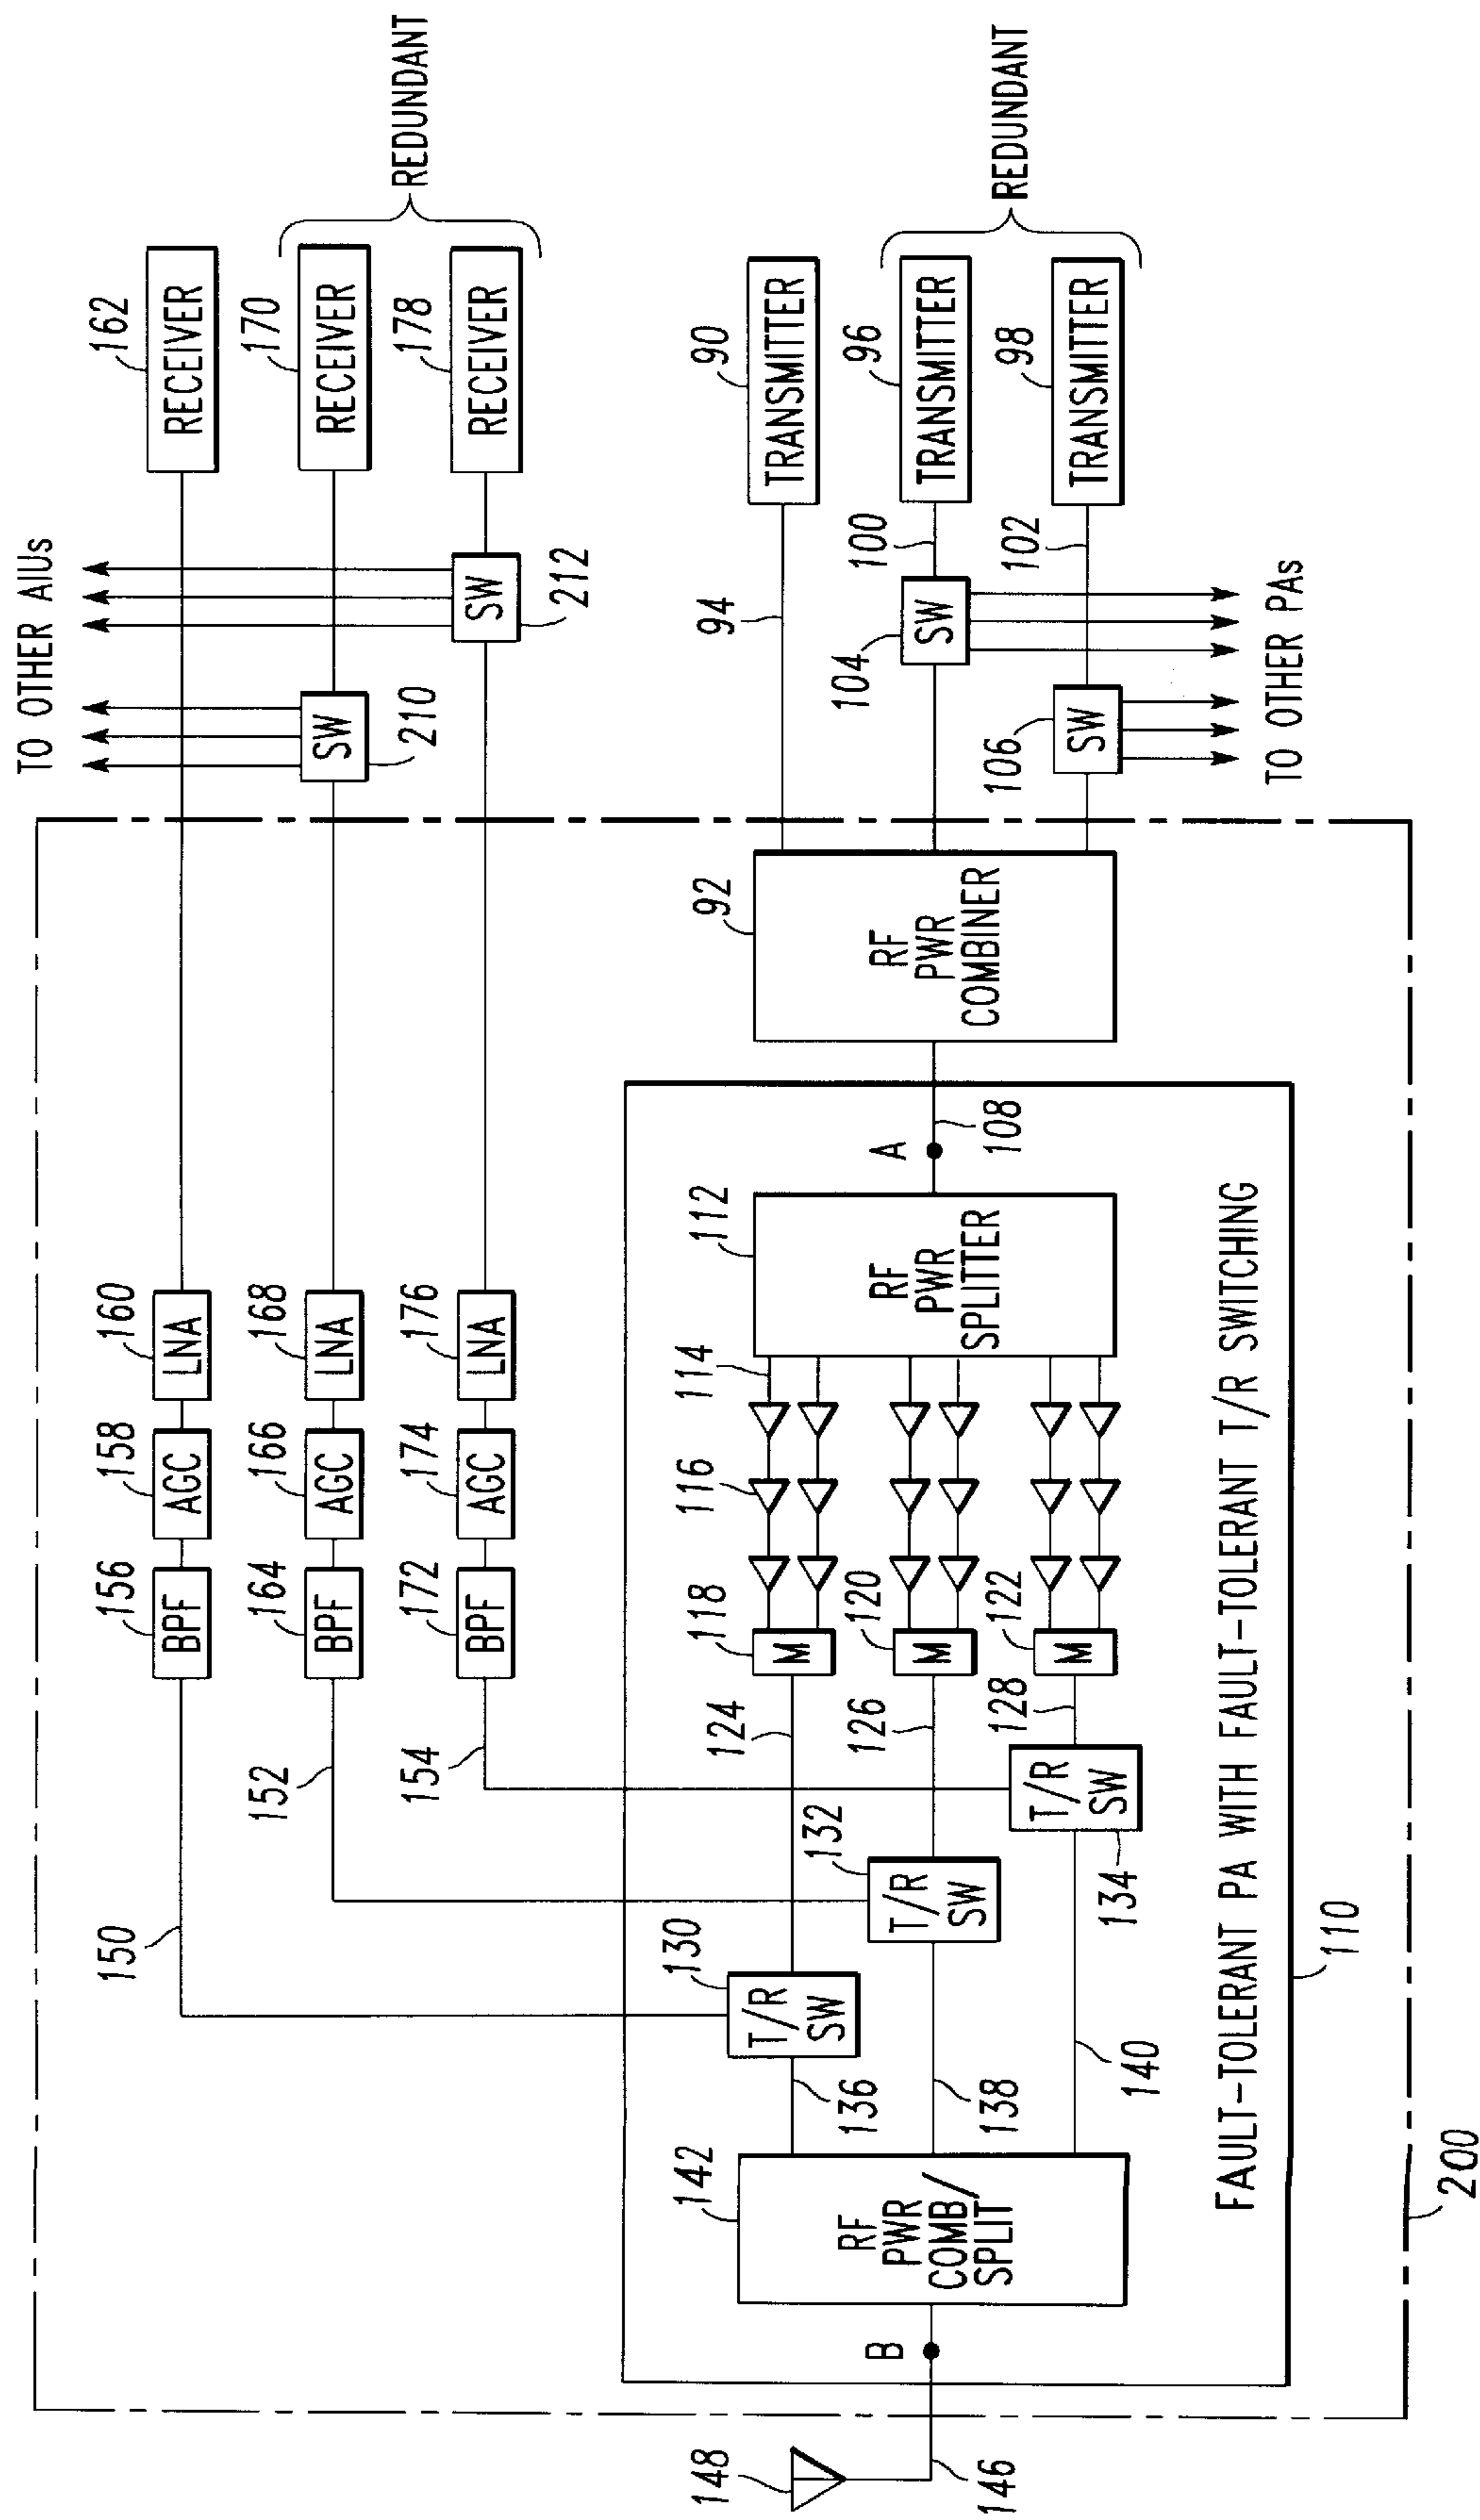 TO OTHER AIUs
REDUNDANT
162
RECEIVER
170
RECEIVER
178
RECEIVER
SW
210
SW
212
150
156
BPF
158
AGC
160
LNA
152
164
BPF
166
AGC
168
LNA
154
172
BPF
174
AGC
176
LNA
REDUNDANT
90
TRANSMITTER
94
96
TRANSMITTER
100
98
TRANSMITTER
102
104
SW
106
SW
TO OTHER PAs
92
RF
PWR
COMBINER
A
108
112
RF
PWR
SPLITTER
114
116
118
M
120
M
122
M
124
126
128
130
T/R
SW
132
T/R
SW
134
T/R
SW
136
138
140
142
RF
PWR
COMB/
SPLIT
B
148
146
FAULT-TOLERANT PA WITH FAULT-TOLERANT T/R SWITCHING
110
200